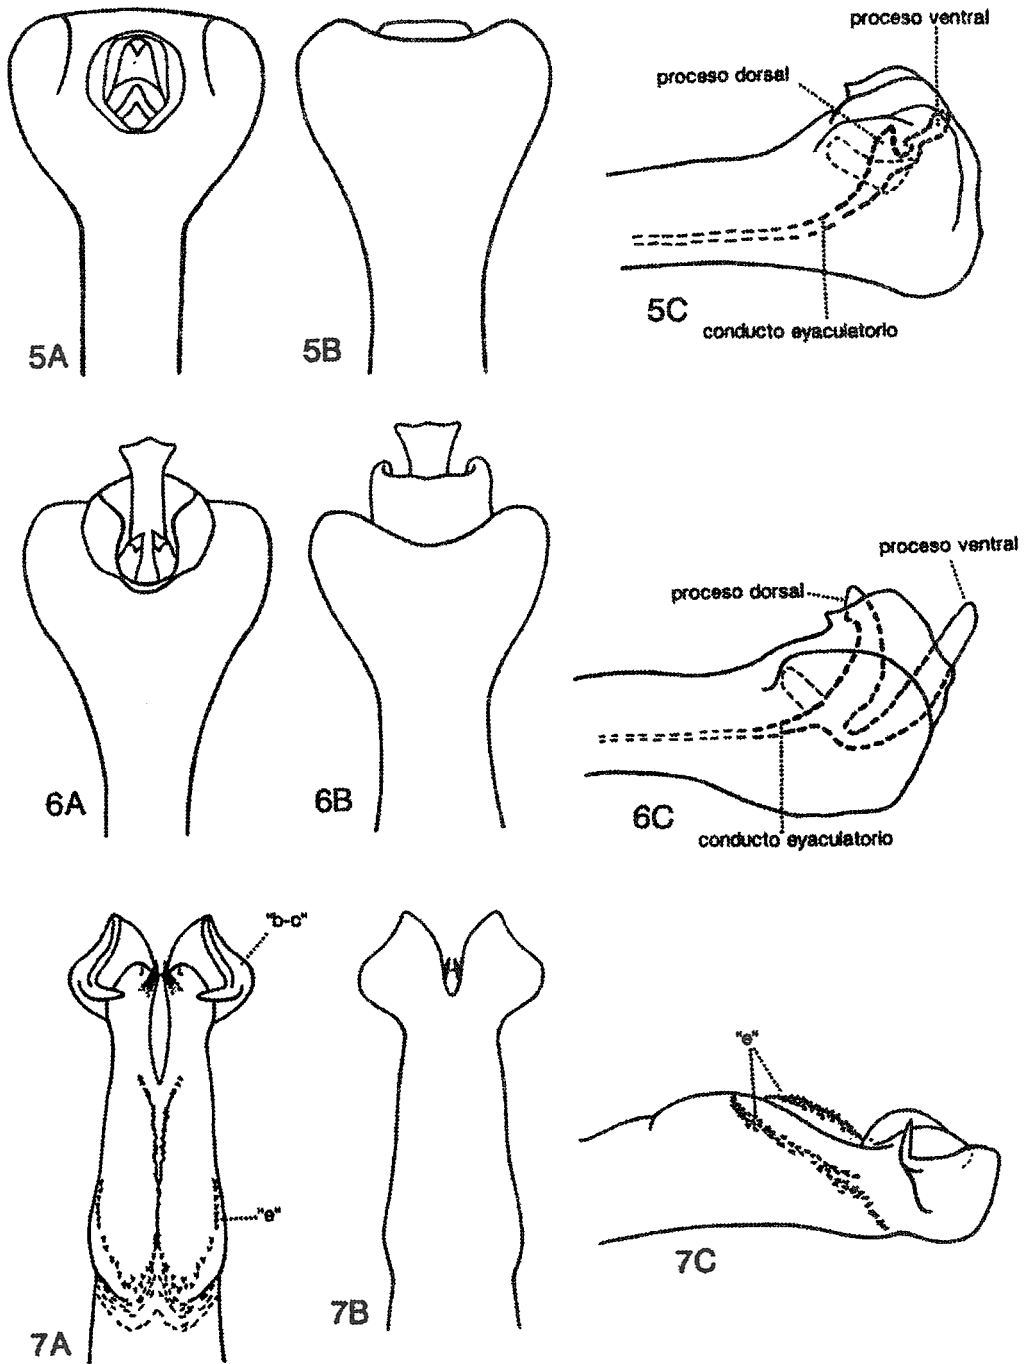 proceso ventral
proceso dorsal
5A
5B
5C
conducto eyaculatorio
proceso ventral
proceso dorsal
6A
6B
6C
conducto eyaculatorio
"b-c"
"e"
"e"
7A
7B
7C